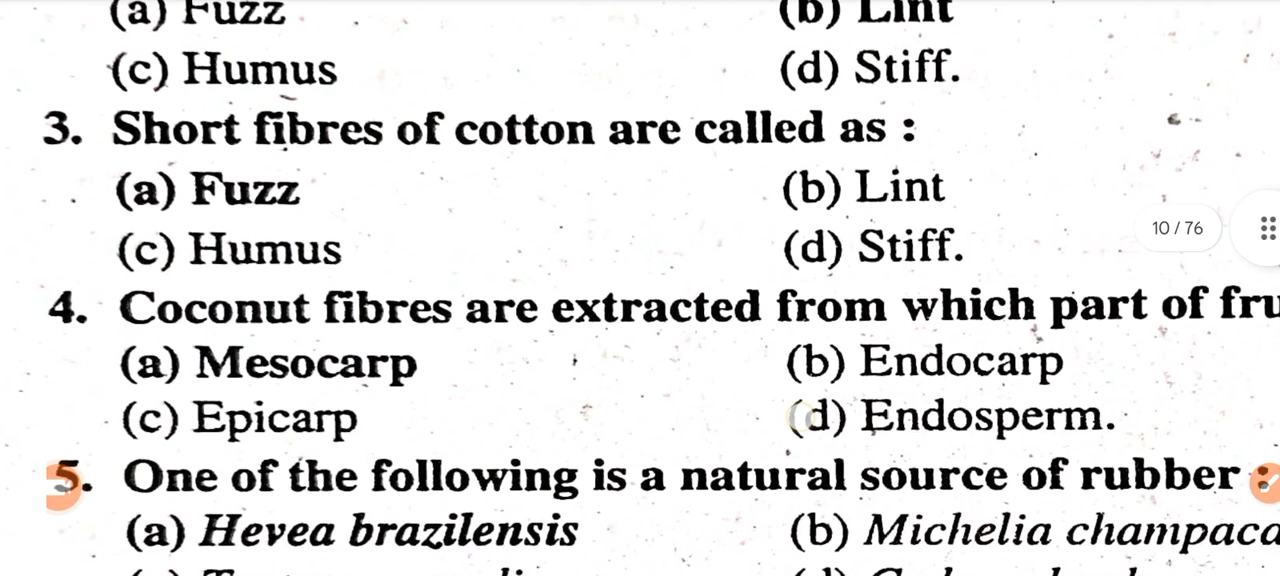 (a) Fuzz (b) Lint
(c) Humus (d) Stiff.
3. Short fibres of cotton are called as :
(a) Fuzz (b) Lint
(c) Humus (d) Stiff.
10 / 76
4. Coconut fibres are extracted from which part of fru
(a) Mesocarp (b) Endocarp
(c) Epicarp (d) Endosperm.
5. One of the following is a natural source of rubber :
(a) Hevea brazilensis (b) Michelia champaca